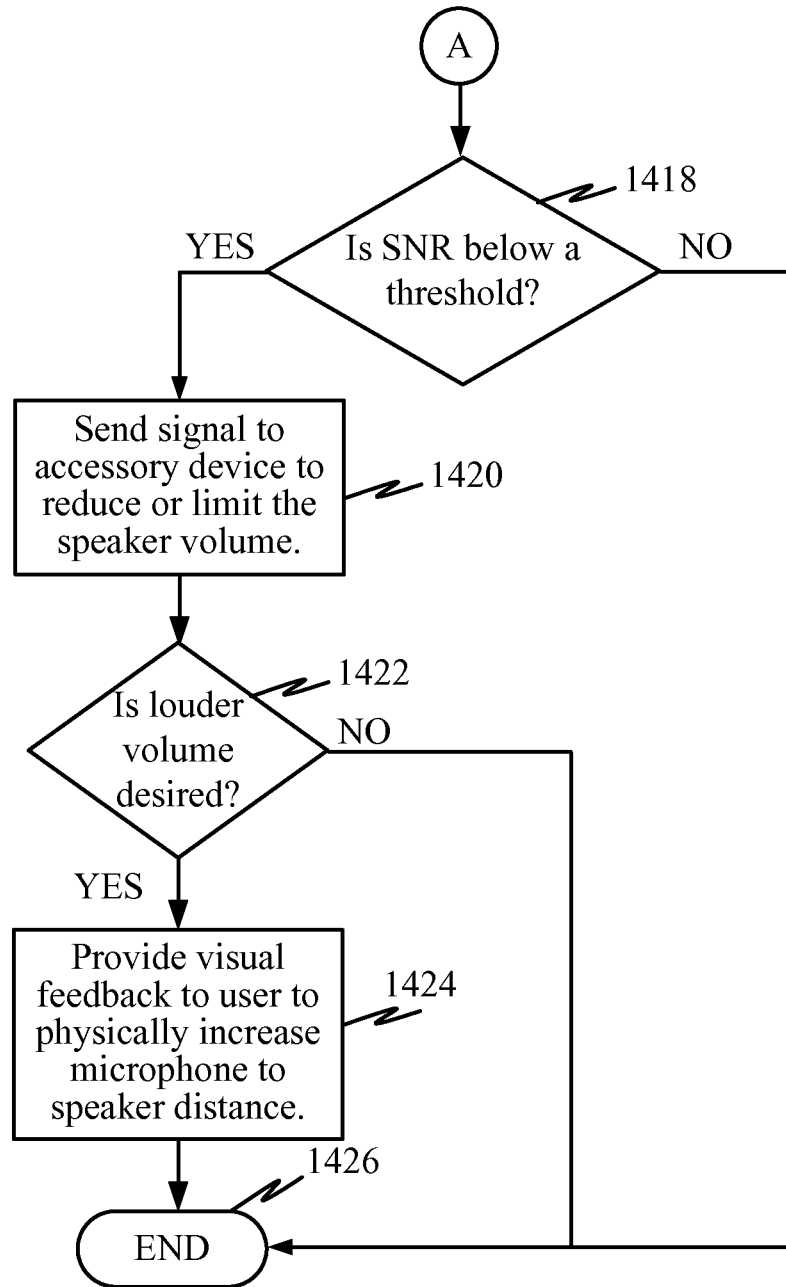 A
1418
YES
Is SNR below a
threshold?
NO
Send signal to
accessory device to
reduce or limit the
speaker volume.
1420
1422
Is louder
volume
desired?
NO
YES
Provide visual
feedback to user to
physically increase
microphone to
speaker distance.
1424
1426
END